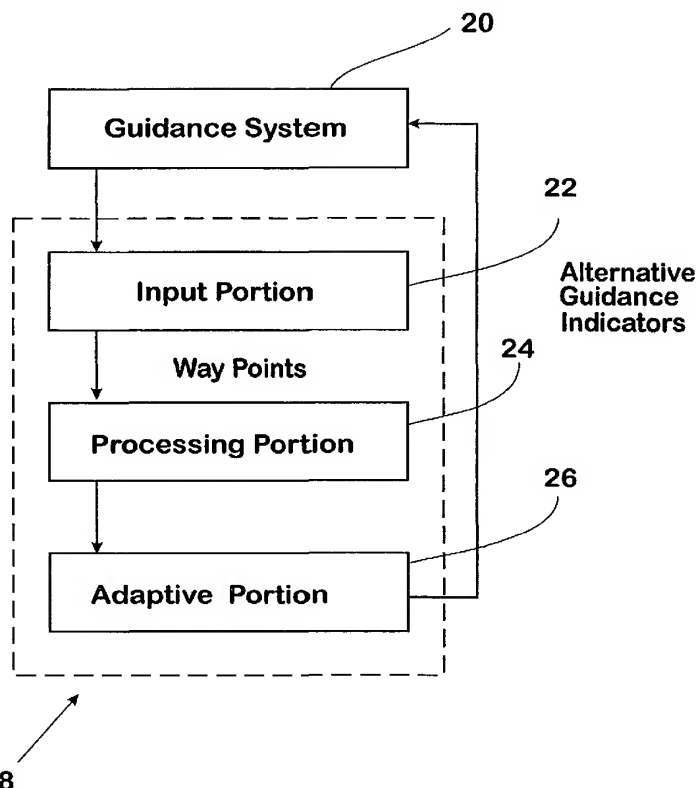 20
Guidance System
22
Input Portion
Alternative
Guidance
Indicators
Way Points
24
Processing Portion
26
Adaptive Portion
8